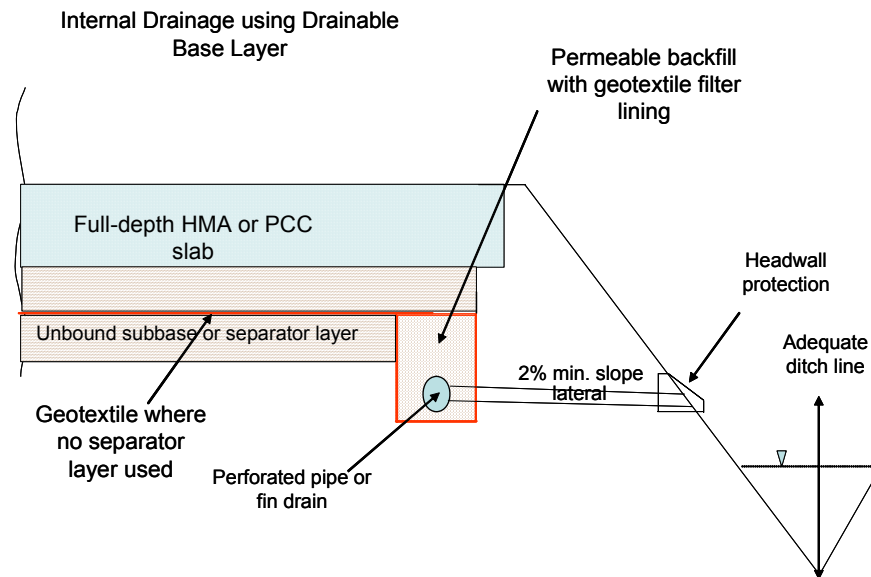 Internal Drainage using Drainable
Base Layer
Permeable backfill
with geotextile filter
lining
Full-depth HMA or PCC
slab
Headwall
protection
Adequate
ditch line
Unbound subbase or separator layer
2% min. slope
lateral
Geotextile where
no separator
layer used
Perforated pipe or
fin drain